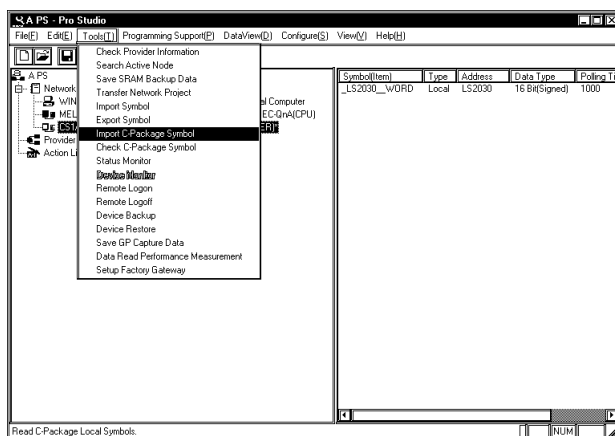 A PS - Pro Studio
File(F) Edit(E) Tools(T) Programming Support(P) DataView(D) Configure(S) View(V) Help(H)
Check Provider Information
Search Active Node
Save SRAM Backup Data
Transfer Network Project
Import Symbol
Export Symbol
Import C-Package Symbol
Check C-Package Symbol
Status Monitor
Device Monitor
Remote Logon
Remote Logoff
Device Backup
Device Restore
Save GP Capture Data
Data Read Performance Measurement
Setup Factory Gateway
A PS
Network
WIN
al Computer
MEL
EC-QnA(CPU)
Provider
Action Li
Symbol(Item) Type Address Data Type Polling Ti
_LS2030__WORD Local LS2030 16 Bit(Signed) 1000
Read C-Package Local Symbols.
NUM